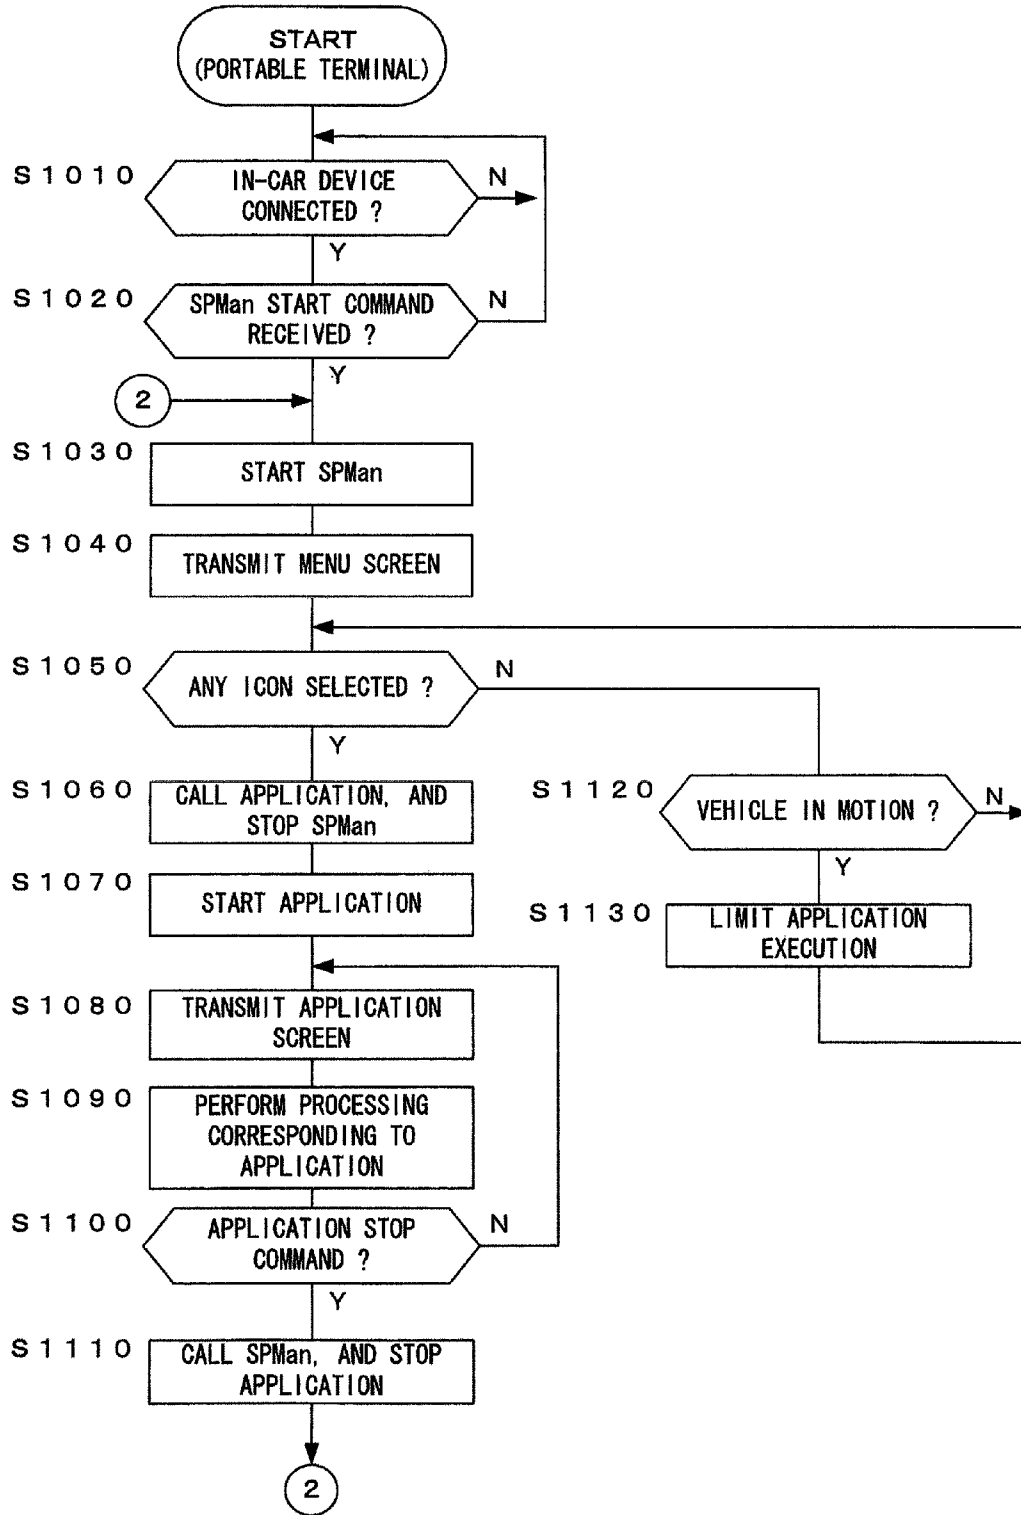 START
(PORTABLE TERMINAL)
S1010
IN-CAR DEVICE
CONNECTED ?
N
Y
S1020
SPMan START COMMAND
RECEIVED ?
N
Y
2
S1030
START SPMan
S1040
TRANSMIT MENU SCREEN
S1050
ANY ICON SELECTED ?
N
Y
S1060
CALL APPLICATION, AND
STOP SPMan
S1120
VEHICLE IN MOTION ?
N
Y
S1070
START APPLICATION
S1130
LIMIT APPLICATION
EXECUTION
S1080
TRANSMIT APPLICATION
SCREEN
S1090
PERFORM PROCESSING
CORRESPONDING TO
APPLICATION
S1100
APPLICATION STOP
COMMAND ?
N
Y
S1110
CALL SPMan, AND STOP
APPLICATION
2